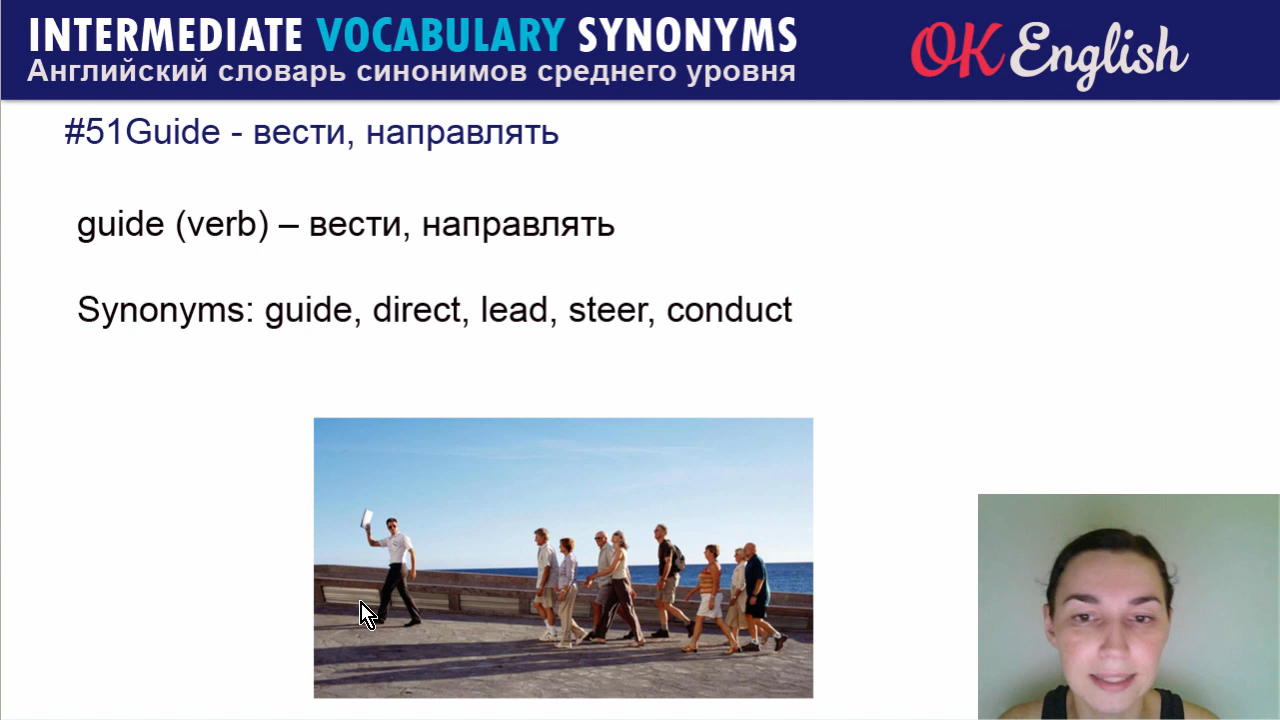 INTERMEDIATE VOCABULARY SYNONYMS
Английский словарь синонимов среднего уровня
OK English
#51Guide - вести, направлять
guide (verb) – вести, направлять
Synonyms: guide, direct, lead, steer, conduct